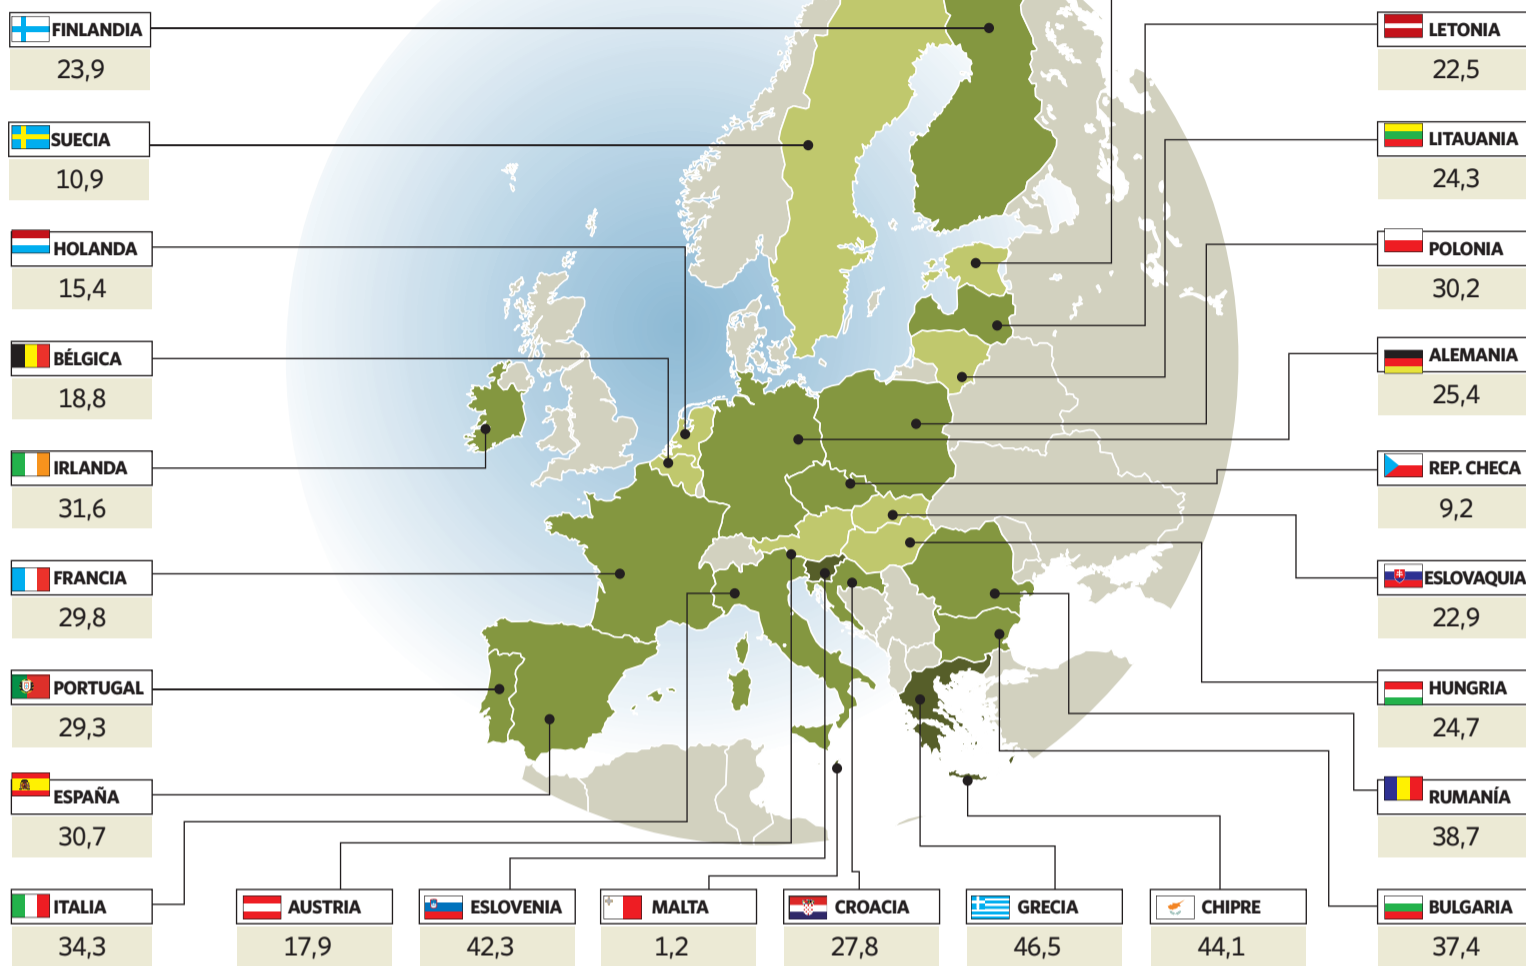 FINLANDIA
23,9
SUECIA
10,9
HOLANDA
15,4
BÉLGICA
18,8
IRLANDA
31,6
FRANCIA
29,8
PORTUGAL
29,3
ESPAÑA
30,7
ITALIA
34,3
AUSTRIA
17,9
ESLOVENIA
42,3
MALTA
1,2
CROACIA
27,8
GRECIA
46,5
CHIPRE
44,1
LETONIA
22,5
LITAUANIA
24,3
POLONIA
30,2
ALEMANIA
25,4
REP. CHECA
9,2
ESLOVAQUIA
22,9
HUNGRIA
24,7
RUMANÍA
38,7
BULGARIA
37,4